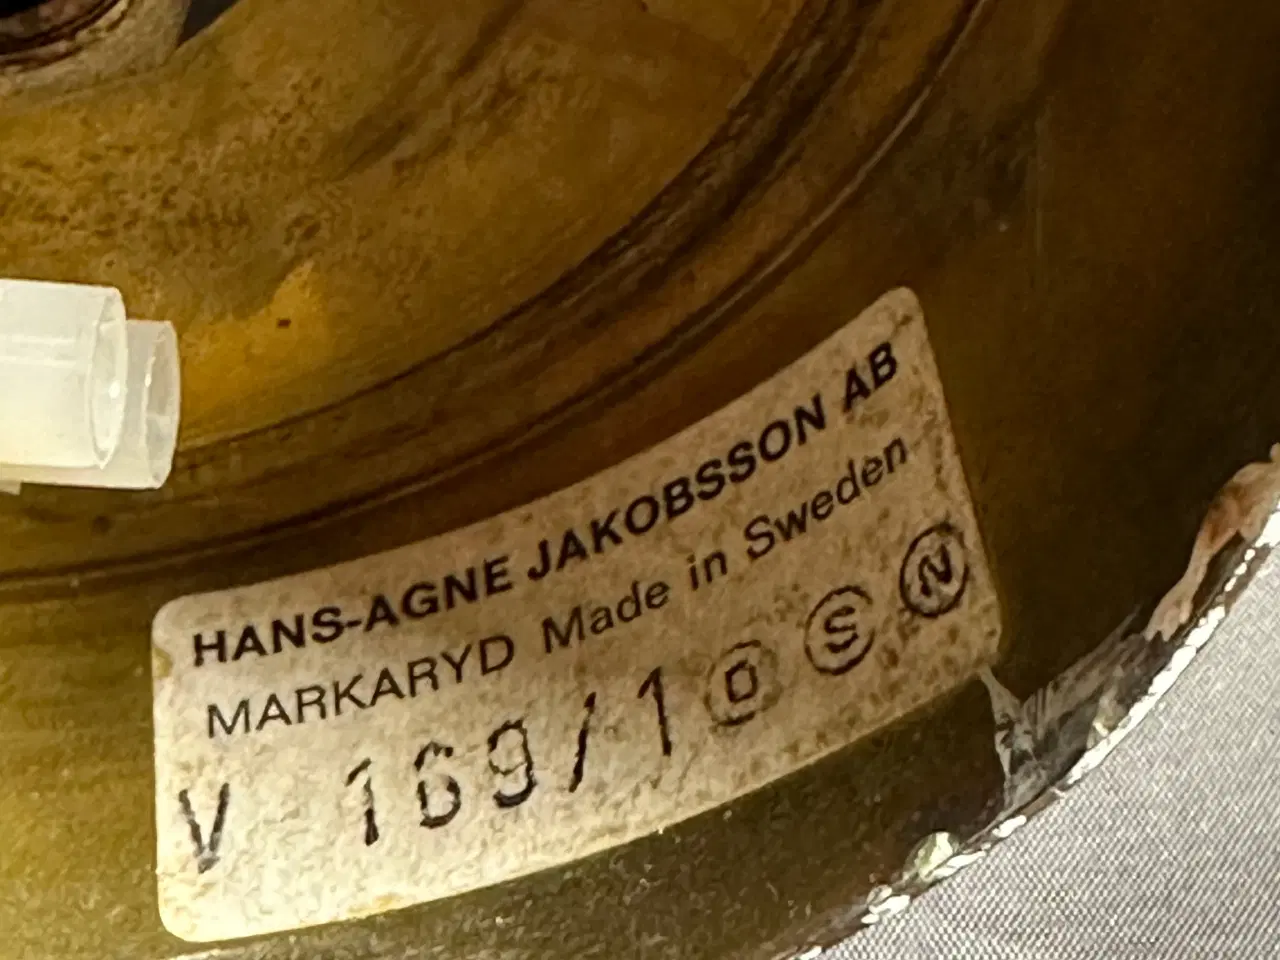 HANS-AGNE JAKOBSSON AB
MARKARYD Made in Sweden
V 169/1 D S N